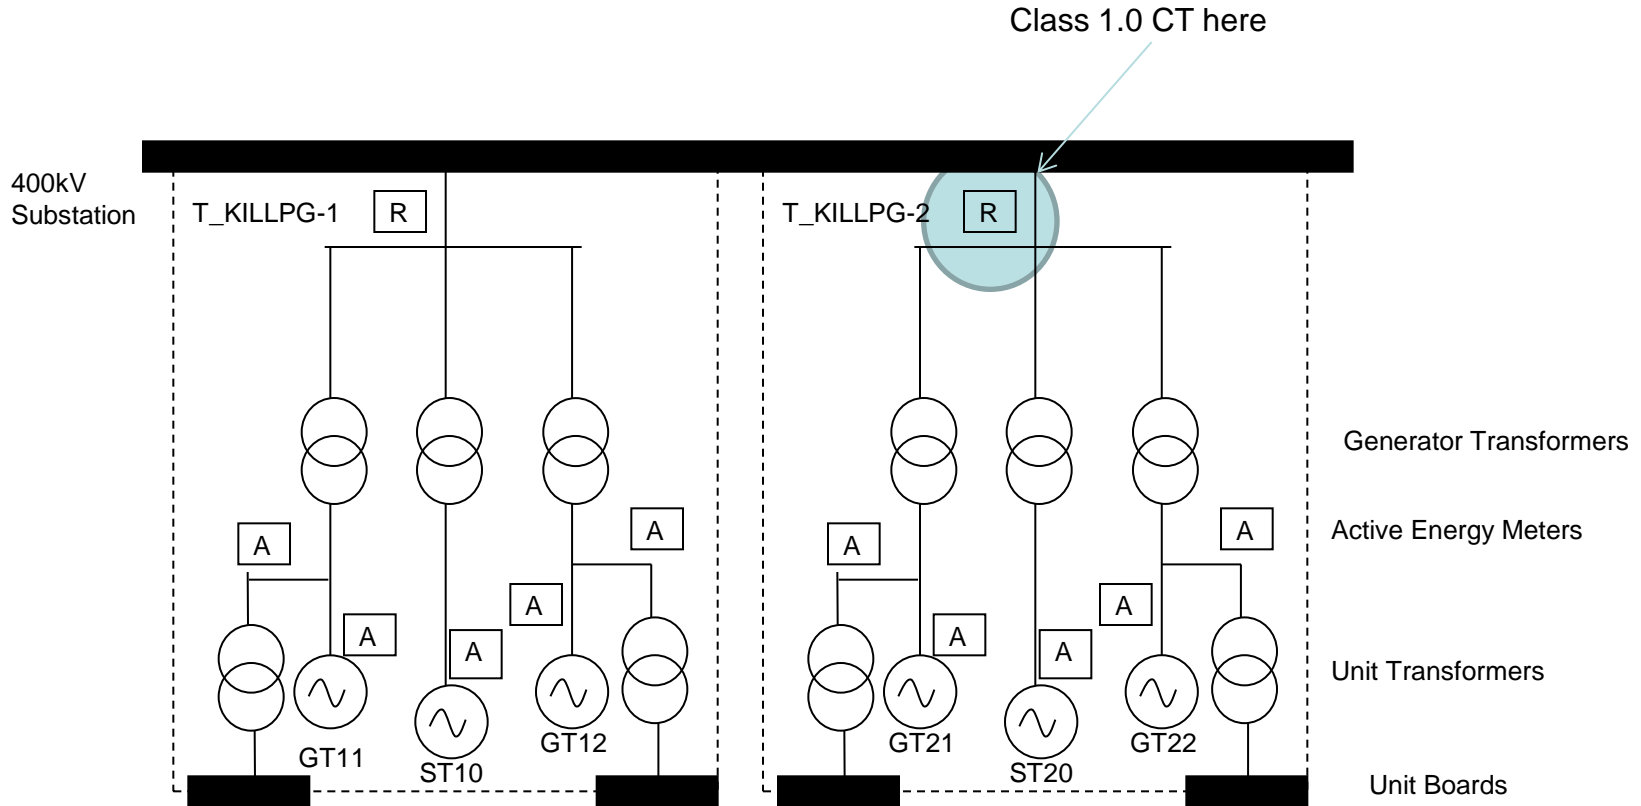 Class 1.0 CT here
400kV
Substation
T_KILLPG-1
R
T_KILLPG-2
R
Generator Transformers
A
A
A
A
Active Energy Meters
A
A
A
A
A
A
Unit Transformers
GT11
ST10
GT12
GT21
ST20
GT22
Unit Boards